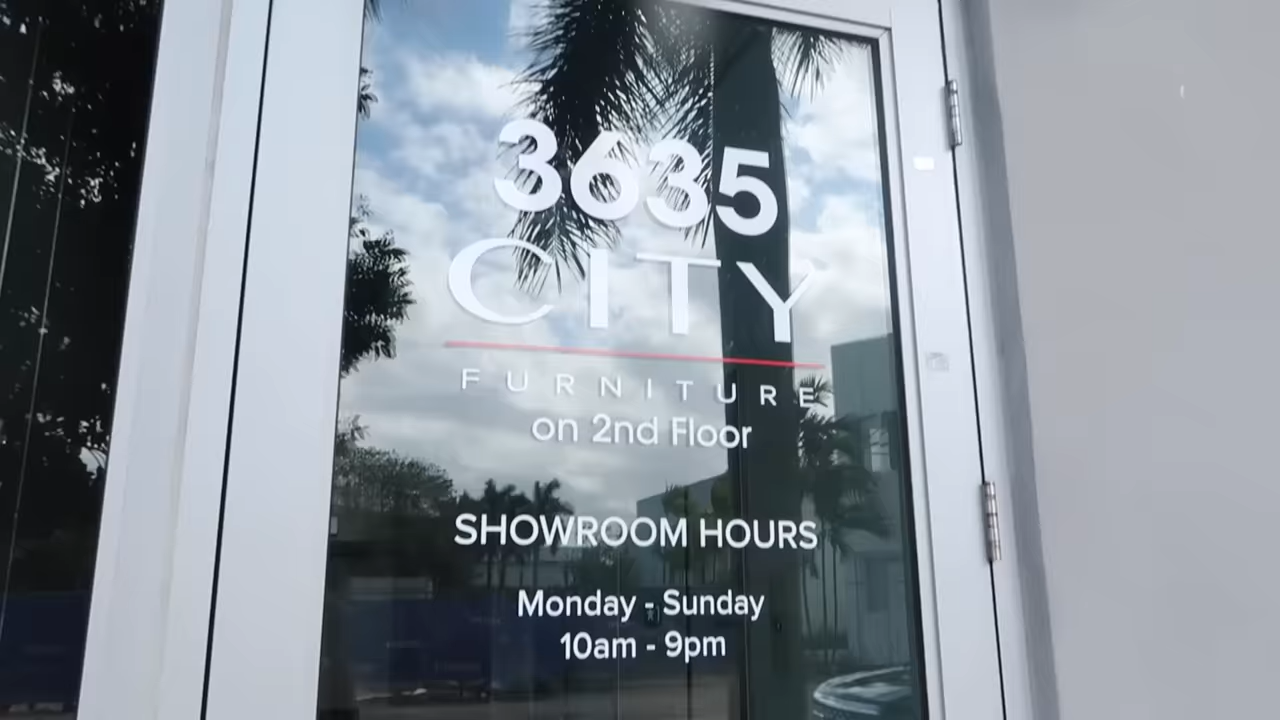 3635
CITY
FURNITURE
on 2nd Floor
SHOWROOM HOURS
Monday - Sunday
10am - 9pm